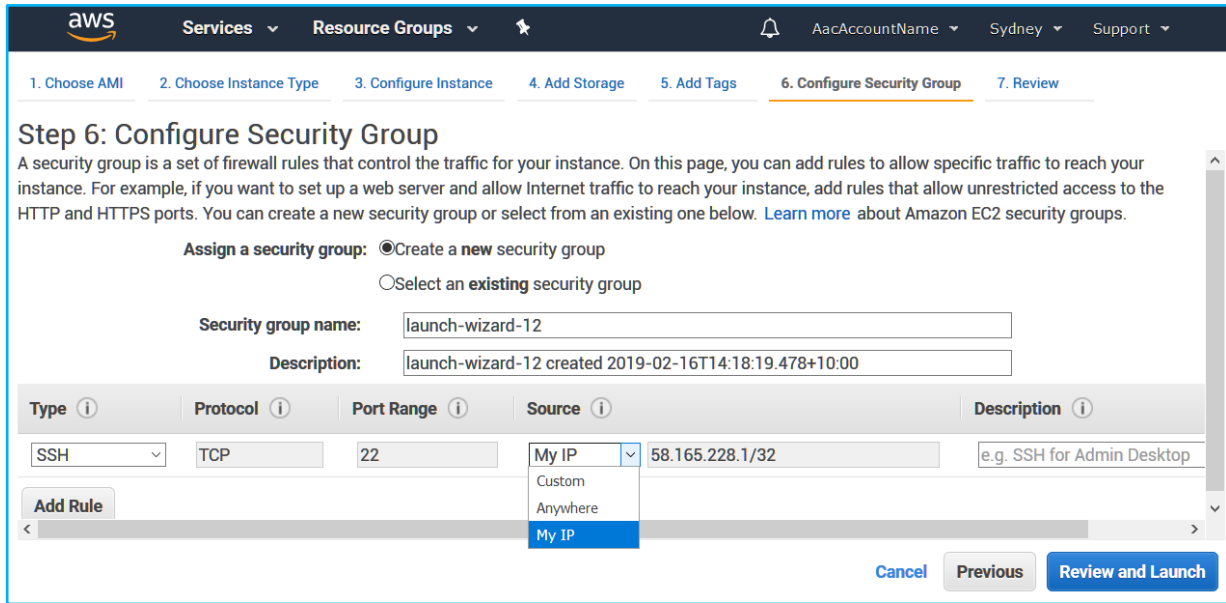 aws Services Resource Groups AacAccountName Sydney Support
1. Choose AMI 2. Choose Instance Type 3. Configure Instance 4. Add Storage 5. Add Tags 6. Configure Security Group 7. Review
Step 6: Configure Security Group
A security group is a set of firewall rules that control the traffic for your instance. On this page, you can add rules to allow specific traffic to reach your
instance. For example, if you want to set up a web server and allow Internet traffic to reach your instance, add rules that allow unrestricted access to the
HTTP and HTTPS ports. You can create a new security group or select from an existing one below. Learn more about Amazon EC2 security groups.
Assign a security group: Create a new security group
Select an existing security group
Security group name: launch-wizard-12
Description: launch-wizard-12 created 2019-02-16T14:18:19.478+10:00
Type i Protocol i Port Range i Source i Description i
SSH TCP 22 My IP 58.165.228.1/32 e.g. SSH for Admin Desktop
Custom
Anywhere
My IP
Add Rule
Cancel Previous Review and Launch